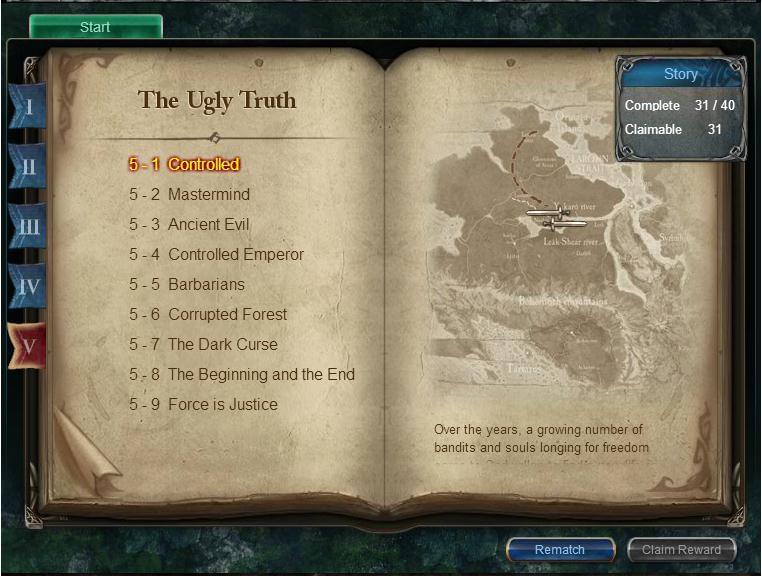 Start
I
II
III
IV
V
The Ugly Truth
5 - 1 Controlled
5 - 2 Mastermind
5 - 3 Ancient Evil
5 - 4 Controlled Emperor
5 - 5 Barbarians
5 - 6 Corrupted Forest
5 - 7 The Dark Curse
5 - 8 The Beginning and the End
5 - 9 Force is Justice
Story
Complete 31 / 40
Claimable 31
STRAIT
river
Leak-Shear river
Behemoth mountains
Over the years, a growing number of
bandits and souls longing for freedom
Rematch
Claim Reward